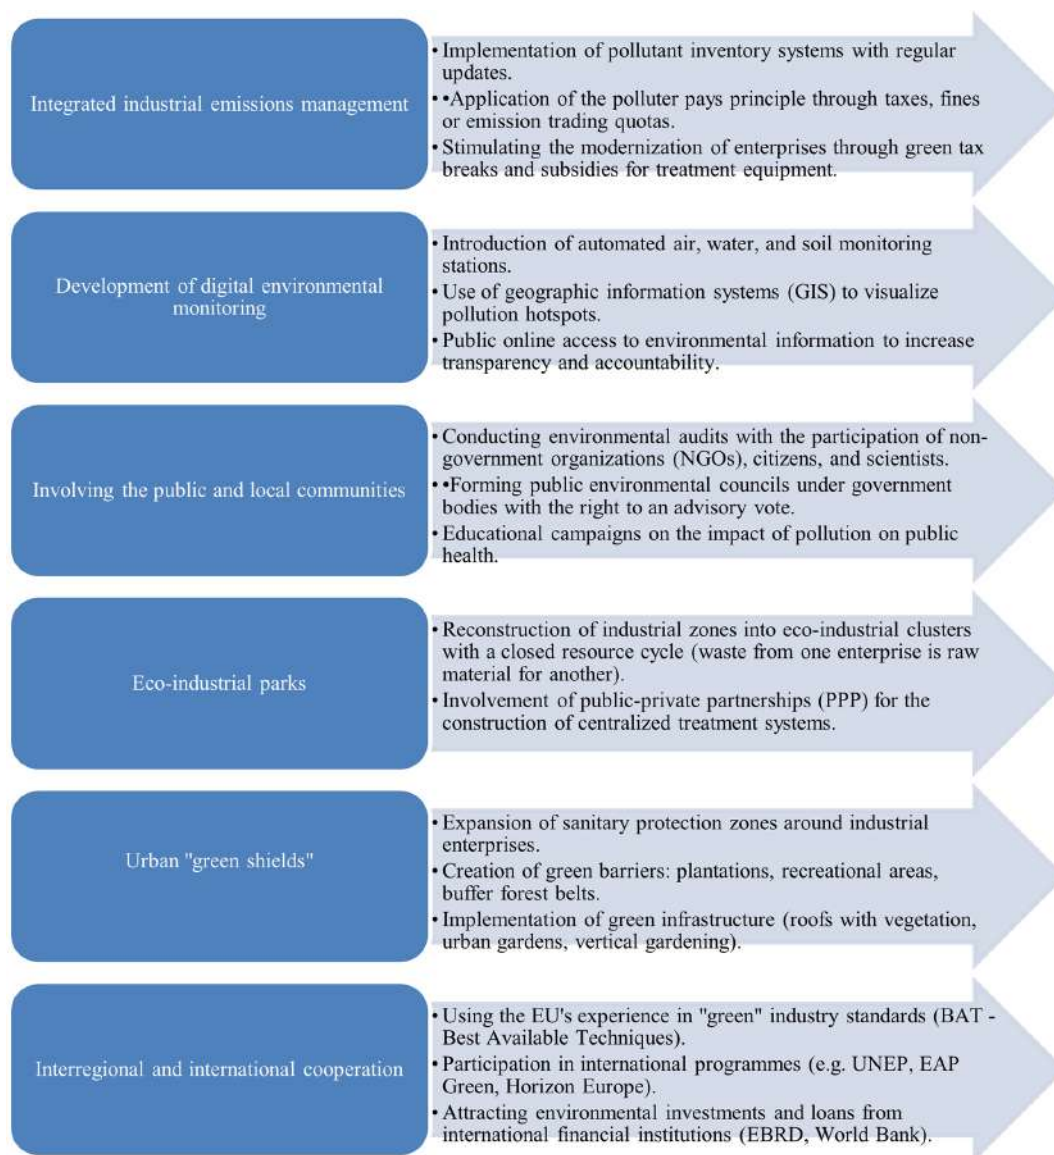 Integrated industrial emissions management
• Implementation of pollutant inventory systems with regular
updates.
• •Application of the polluter pays principle through taxes, fines
or emission trading quotas.
• Stimulating the modernization of enterprises through green tax
breaks and subsidies for treatment equipment.
Development of digital environmental
monitoring
• Introduction of automated air, water, and soil monitoring
stations.
• Use of geographic information systems (GIS) to visualize
pollution hotspots.
• Public online access to environmental information to increase
transparency and accountability.
Involving the public and local communities
• Conducting environmental audits with the participation of non-
government organizations (NGOs), citizens, and scientists.
• •Forming public environmental councils under government
bodies with the right to an advisory vote.
• Educational campaigns on the impact of pollution on public
health.
Eco-industrial parks
• Reconstruction of industrial zones into eco-industrial clusters
with a closed resource cycle (waste from one enterprise is raw
material for another).
• Involvement of public-private partnerships (PPP) for the
construction of centralized treatment systems.
Urban "green shields"
• Expansion of sanitary protection zones around industrial
enterprises.
• Creation of green barriers: plantations, recreational areas,
buffer forest belts.
• Implementation of green infrastructure (roofs with vegetation,
urban gardens, vertical gardening).
Interregional and international cooperation
• Using the EU's experience in "green" industry standards (BAT -
Best Available Techniques).
• Participation in international programmes (e.g. UNEP, EAP
Green, Horizon Europe).
• Attracting environmental investments and loans from
international financial institutions (EBRD, World Bank).